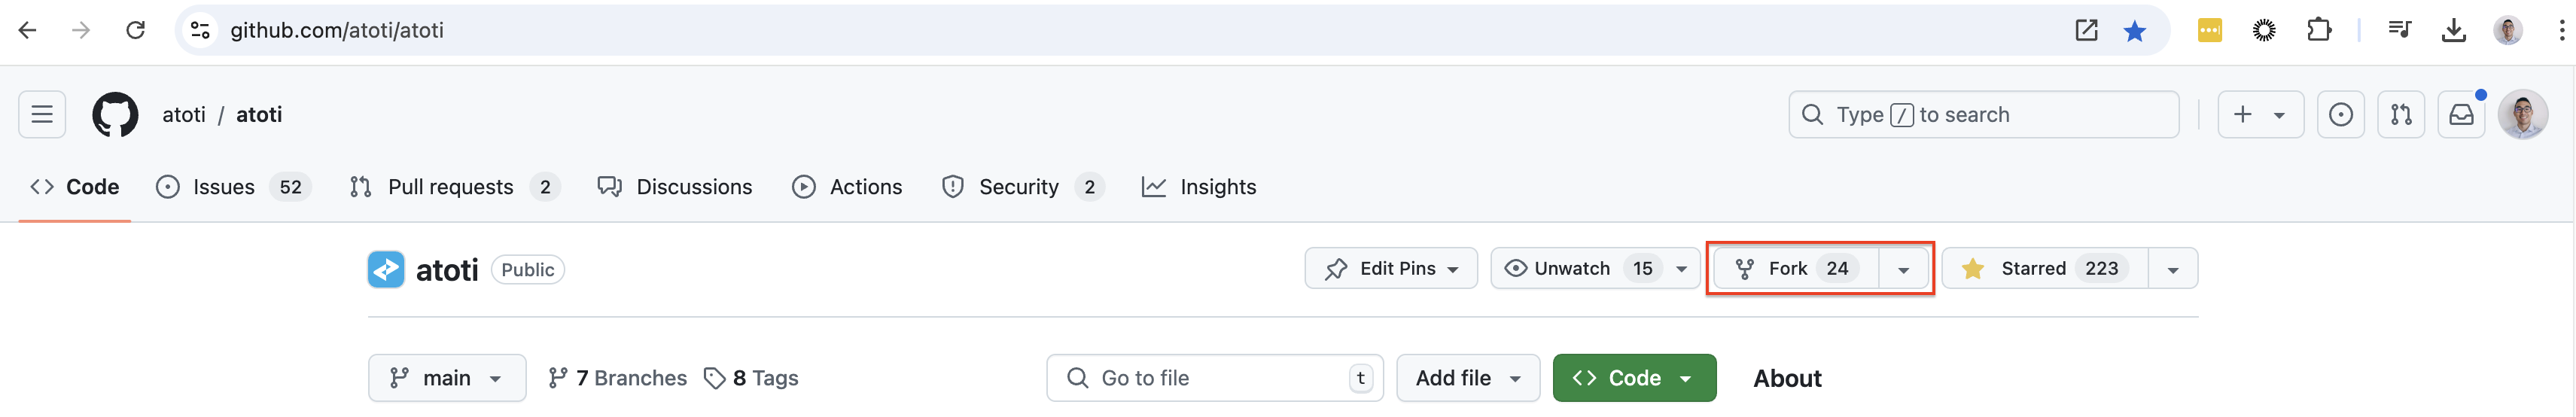 github.com/atoti/atoti
atoti / atoti
Type / to search
Code
Issues 52
Pull requests 2
Discussions
Actions
Security 2
Insights
atoti Public
Edit Pins
Unwatch 15
Fork 24
Starred 223
main
7 Branches
8 Tags
Go to file t
Add file
Code
About